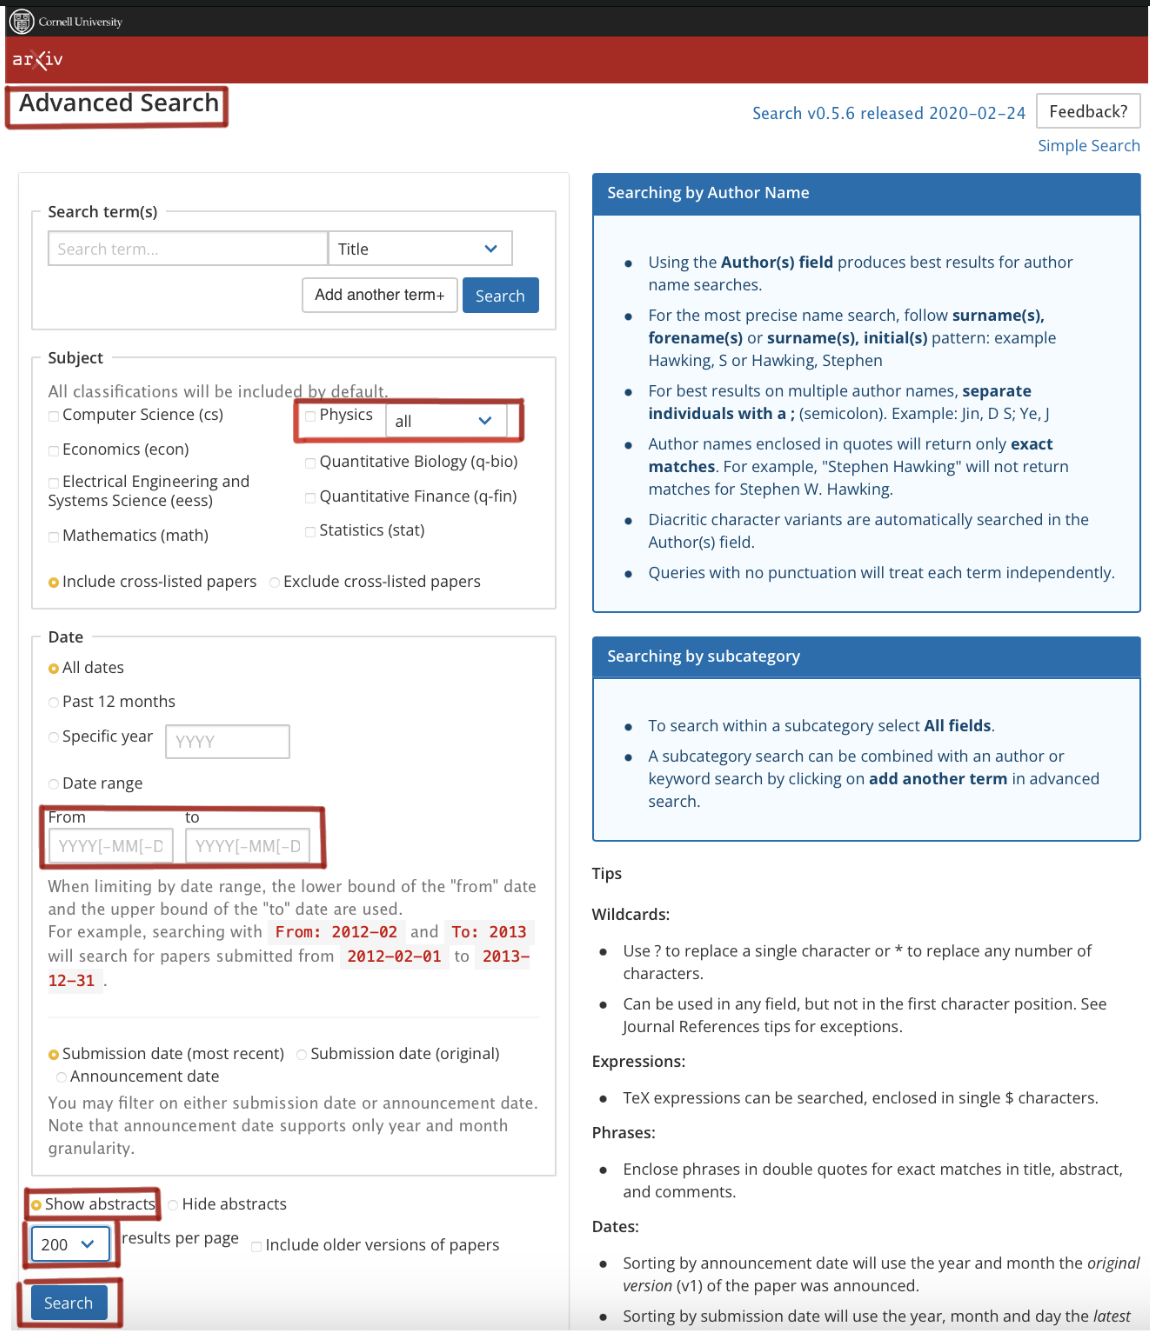 Cornell University
arXiv
Advanced Search
Search v0.5.6 released 2020-02-24
Feedback?
Simple Search
Search term(s)
Search term...
Title
Add another term+
Search
Subject
All classifications will be included by default.
Computer Science (cs)
Physics
all
Economics (econ)
Quantitative Biology (q-bio)
Electrical Engineering and
Systems Science (eess)
Quantitative Finance (q-fin)
Mathematics (math)
Statistics (stat)
Include cross-listed papers
Exclude cross-listed papers
Date
All dates
Past 12 months
Specific year
YYYY
Date range
From
to
YYYY[-MM[-D
YYYY[-MM[-D
When limiting by date range, the lower bound of the "from" date
and the upper bound of the "to" date are used.
For example, searching with From: 2012-02 and To: 2013
will search for papers submitted from 2012-02-01 to 2013-
12-31 .
Submission date (most recent)
Submission date (original)
Announcement date
You may filter on either submission date or announcement date.
Note that announcement date supports only year and month
granularity.
Show abstracts
Hide abstracts
200
results per page
Include older versions of papers
Search
Searching by Author Name
Using the Author(s) field produces best results for author
name searches.
For the most precise name search, follow surname(s),
forename(s) or surname(s), initial(s) pattern: example
Hawking, S or Hawking, Stephen
For best results on multiple author names, separate
individuals with a ; (semicolon). Example: Jin, D S; Ye, J
Author names enclosed in quotes will return only exact
matches. For example, "Stephen Hawking" will not return
matches for Stephen W. Hawking.
Diacritic character variants are automatically searched in the
Author(s) field.
Queries with no punctuation will treat each term independently.
Searching by subcategory
To search within a subcategory select All fields.
A subcategory search can be combined with an author or
keyword search by clicking on add another term in advanced
search.
Tips
Wildcards:
Use ? to replace a single character or * to replace any number of
characters.
Can be used in any field, but not in the first character position. See
Journal References tips for exceptions.
Expressions:
TeX expressions can be searched, enclosed in single $ characters.
Phrases:
Enclose phrases in double quotes for exact matches in title, abstract,
and comments.
Dates:
Sorting by announcement date will use the year and month the original
version (v1) of the paper was announced.
Sorting by submission date will use the year, month and day the latest